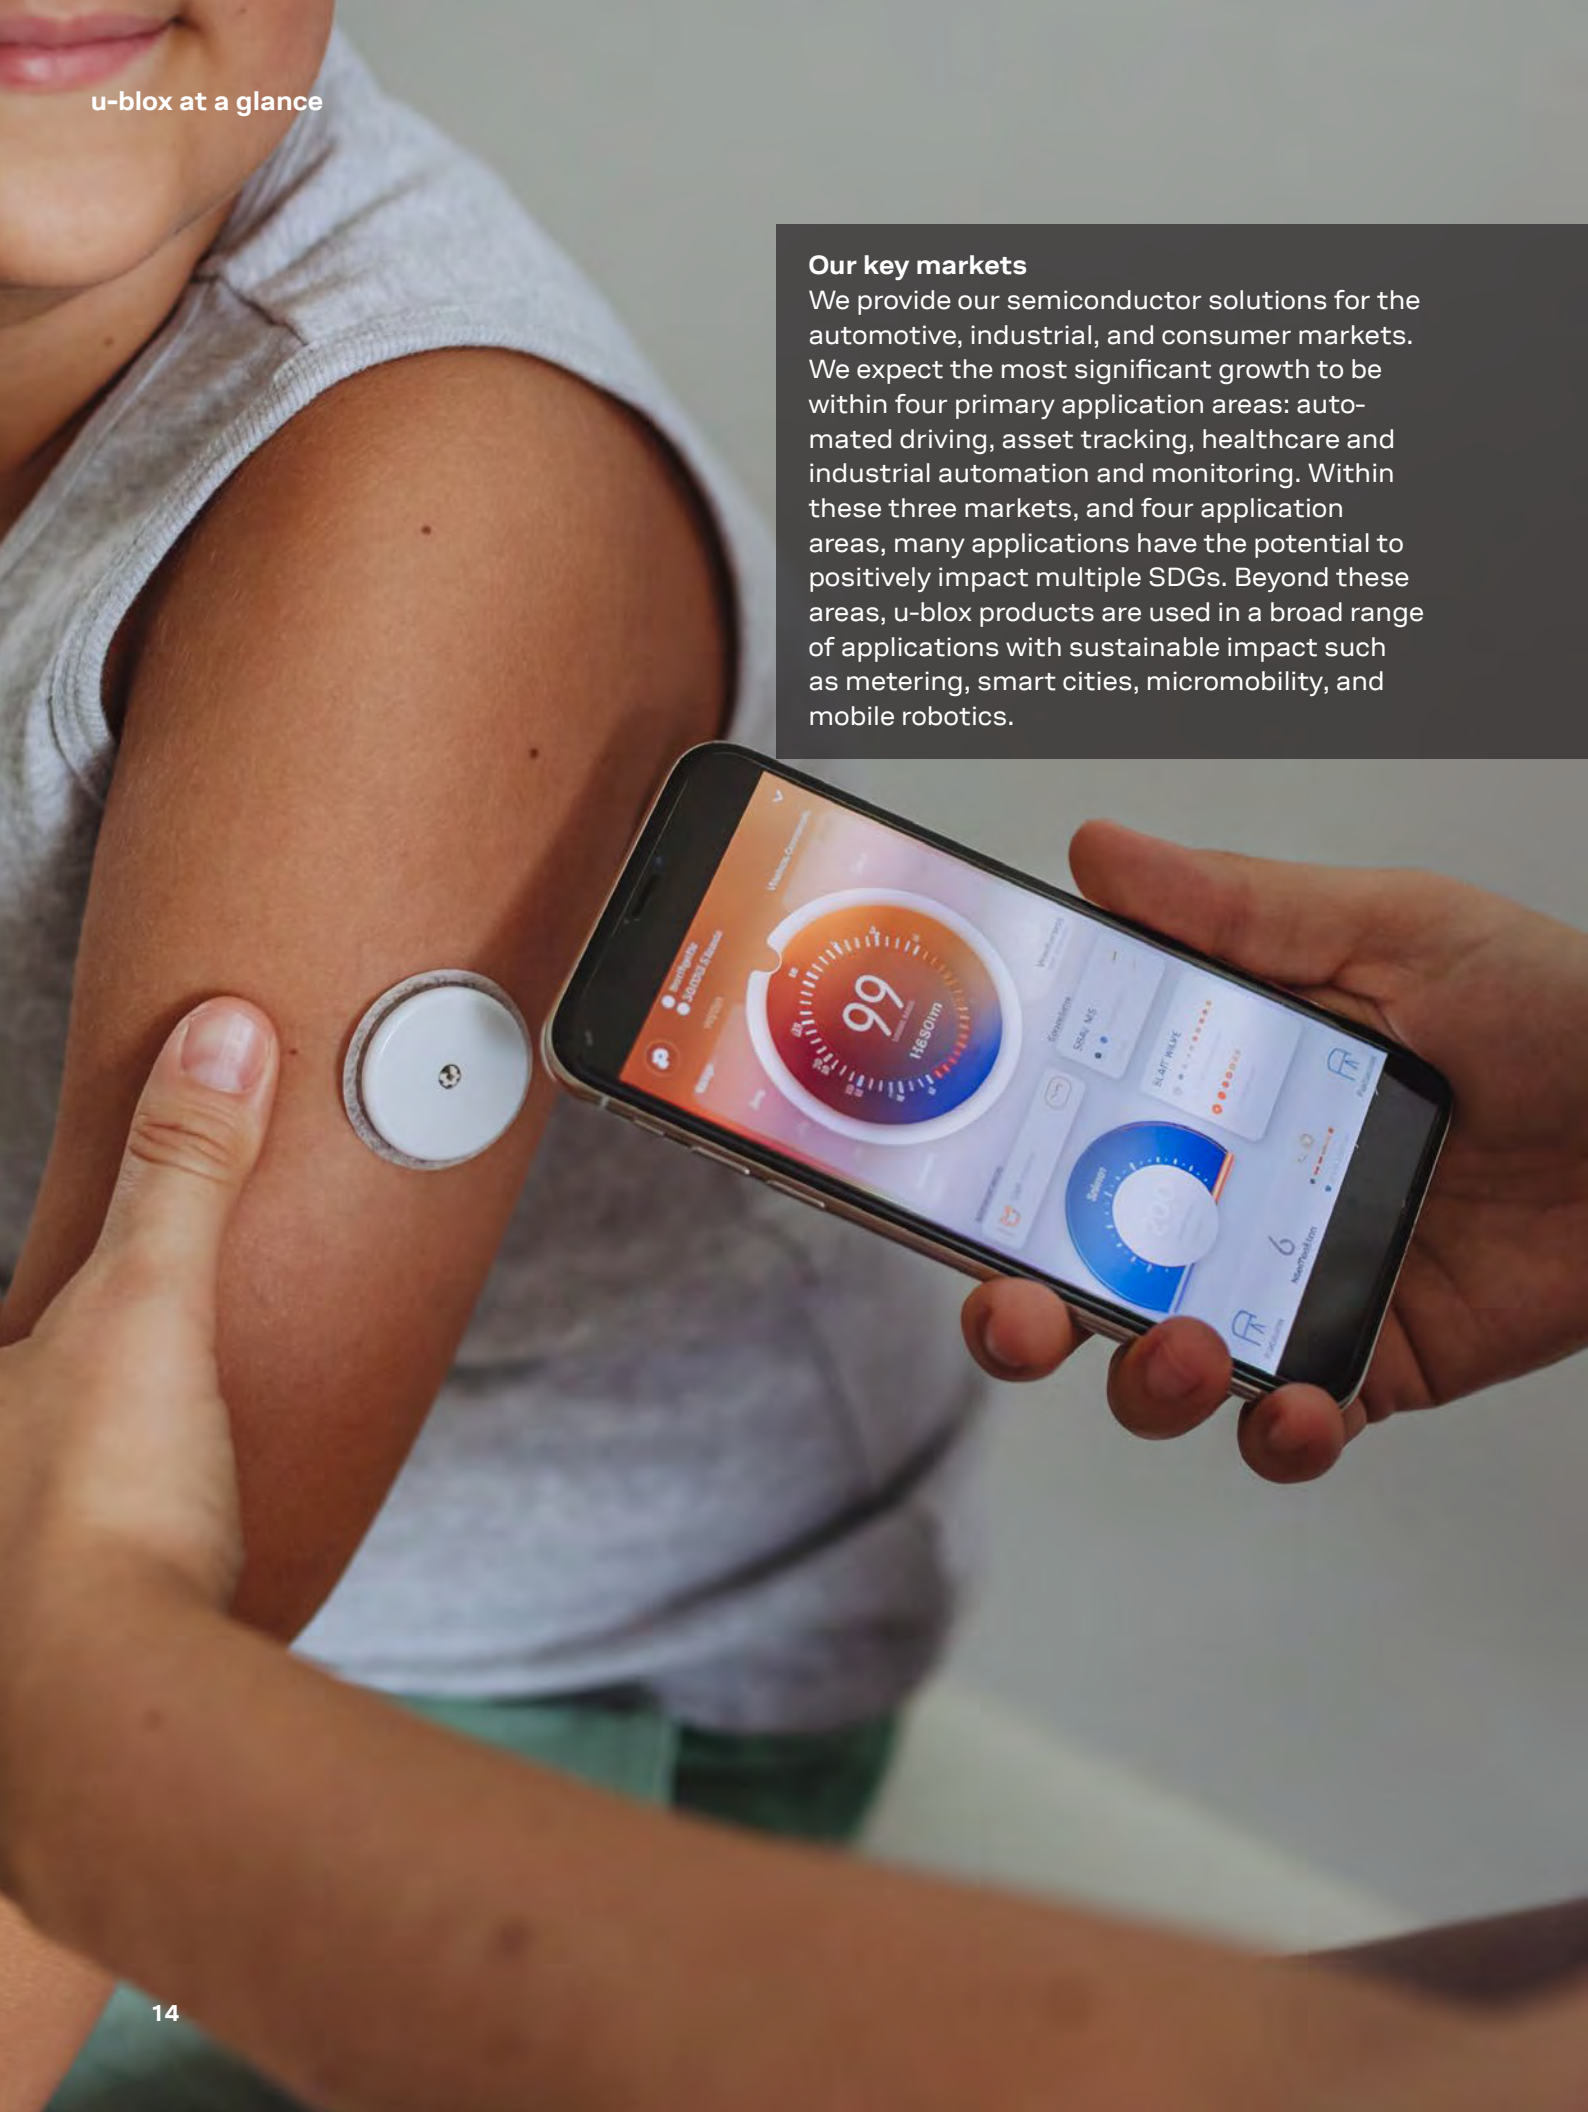 u-blox at a glance
Our key markets
We provide our semiconductor solutions for the
automotive, industrial, and consumer markets.
We expect the most significant growth to be
within four primary application areas: auto-
mated driving, asset tracking, healthcare and
industrial automation and monitoring. Within
these three markets, and four application
areas, many applications have the potential to
positively impact multiple SDGs. Beyond these
areas, u-blox products are used in a broad range
of applications with sustainable impact such
as metering, smart cities, micromobility, and
mobile robotics.
99
14